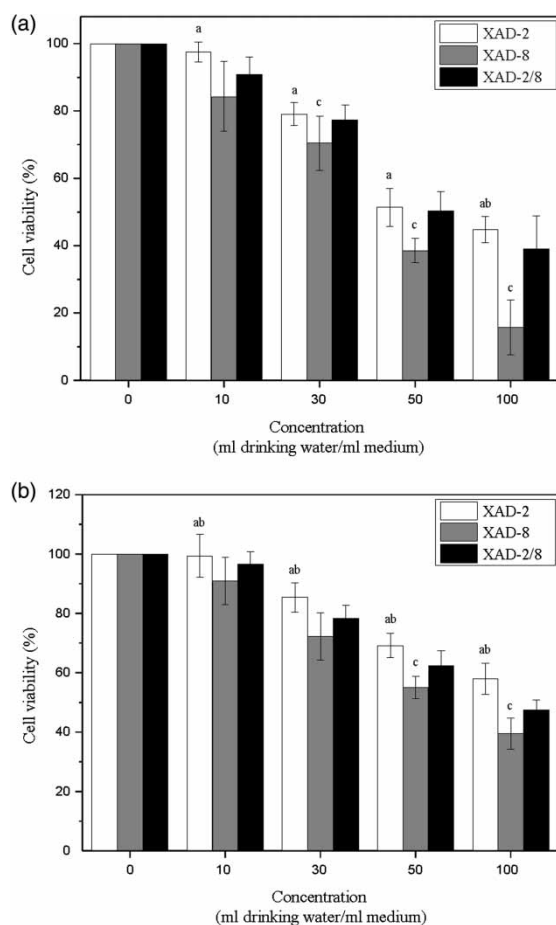 (a)
XAD-2
XAD-8
XAD-2/8
100
80
60
40
20
0
Cell viability (%)
a
a
c
a
c
ab
c
0 10 30 50 100
Concentration
(ml drinking water/ml medium)
(b)
XAD-2
XAD-8
XAD-2/8
120
100
80
60
40
20
0
Cell viability (%)
ab
ab
ab
c
ab
c
0 10 30 50 100
Concentration
(ml drinking water/ml medium)